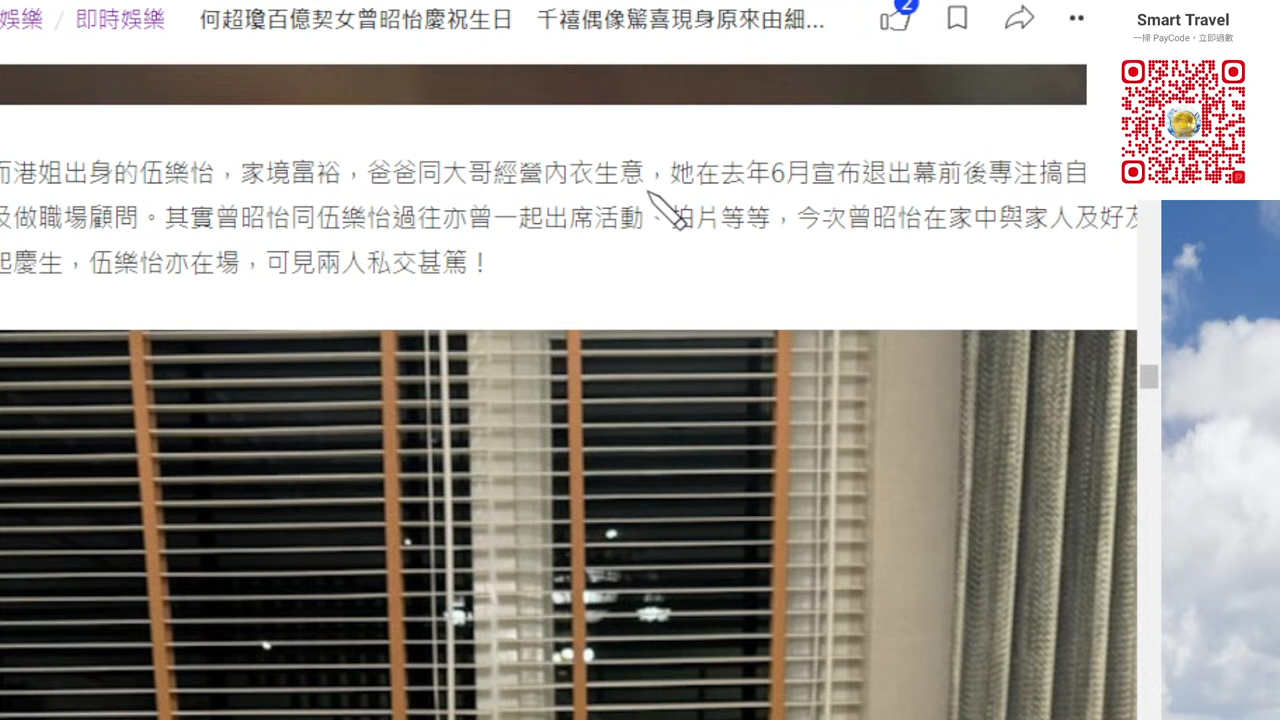 娛樂 / 即時娛樂 何超瓊百億契女曾昭怡慶祝生日 千禧偶像驚喜現身原來由細...
2
Smart Travel
一掃 PayCode,立即過數
而港姐出身的伍樂怡,家境富裕,爸爸同大哥經營內衣生意,她在去年6月宣布退出幕前後專注搞自
及做職場顧問。其實曾昭怡同伍樂怡過往亦曾一起出席活動、拍片等等,今次曾昭怡在家中與家人及好友
起慶生,伍樂怡亦在場,可見兩人私交甚篤!